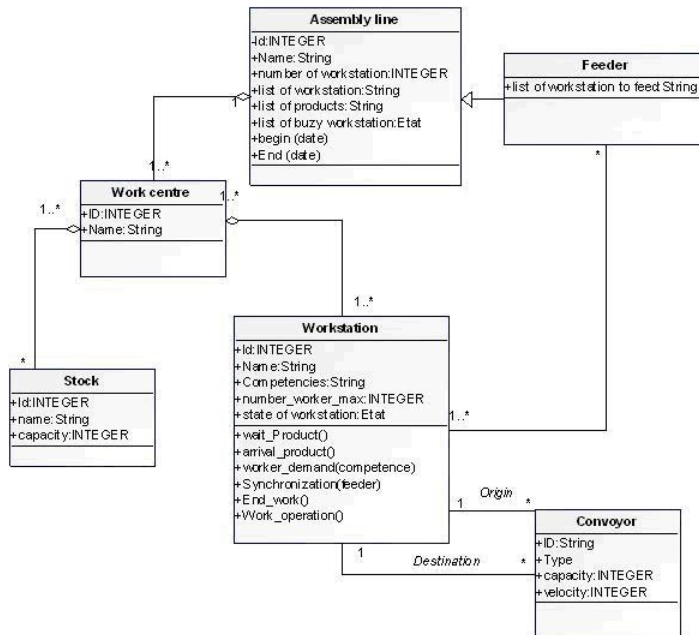 Assembly line
-Id:INTEGER
+Name:String
+number of workstation:INTEGER
+list of workstation:String
+list of products:String
+list of buzy workstation:Etat
+begin (date)
+End (date)
Feeder
+list of workstation to feed:String
1
1..*
*
Work centre
+ID:INTEGER
+Name:String
1..*
1..*
1..*
*
Stock
+Id:INTEGER
+name:String
+capacity:INTEGER
Workstation
+Id:INTEGER
+Name:String
+Competencies:String
+number_worker_max:INTEGER
+state of workstation:Etat
+wait_Product()
+arrival_product()
+worker_demand(competence)
+Synchronization(feeder)
+End_work()
+Work_operation()
1..*
1
Origin
*
1
Destination
*
Convoyor
+ID:String
+Type
+capacity:INTEGER
+velocity:INTEGER